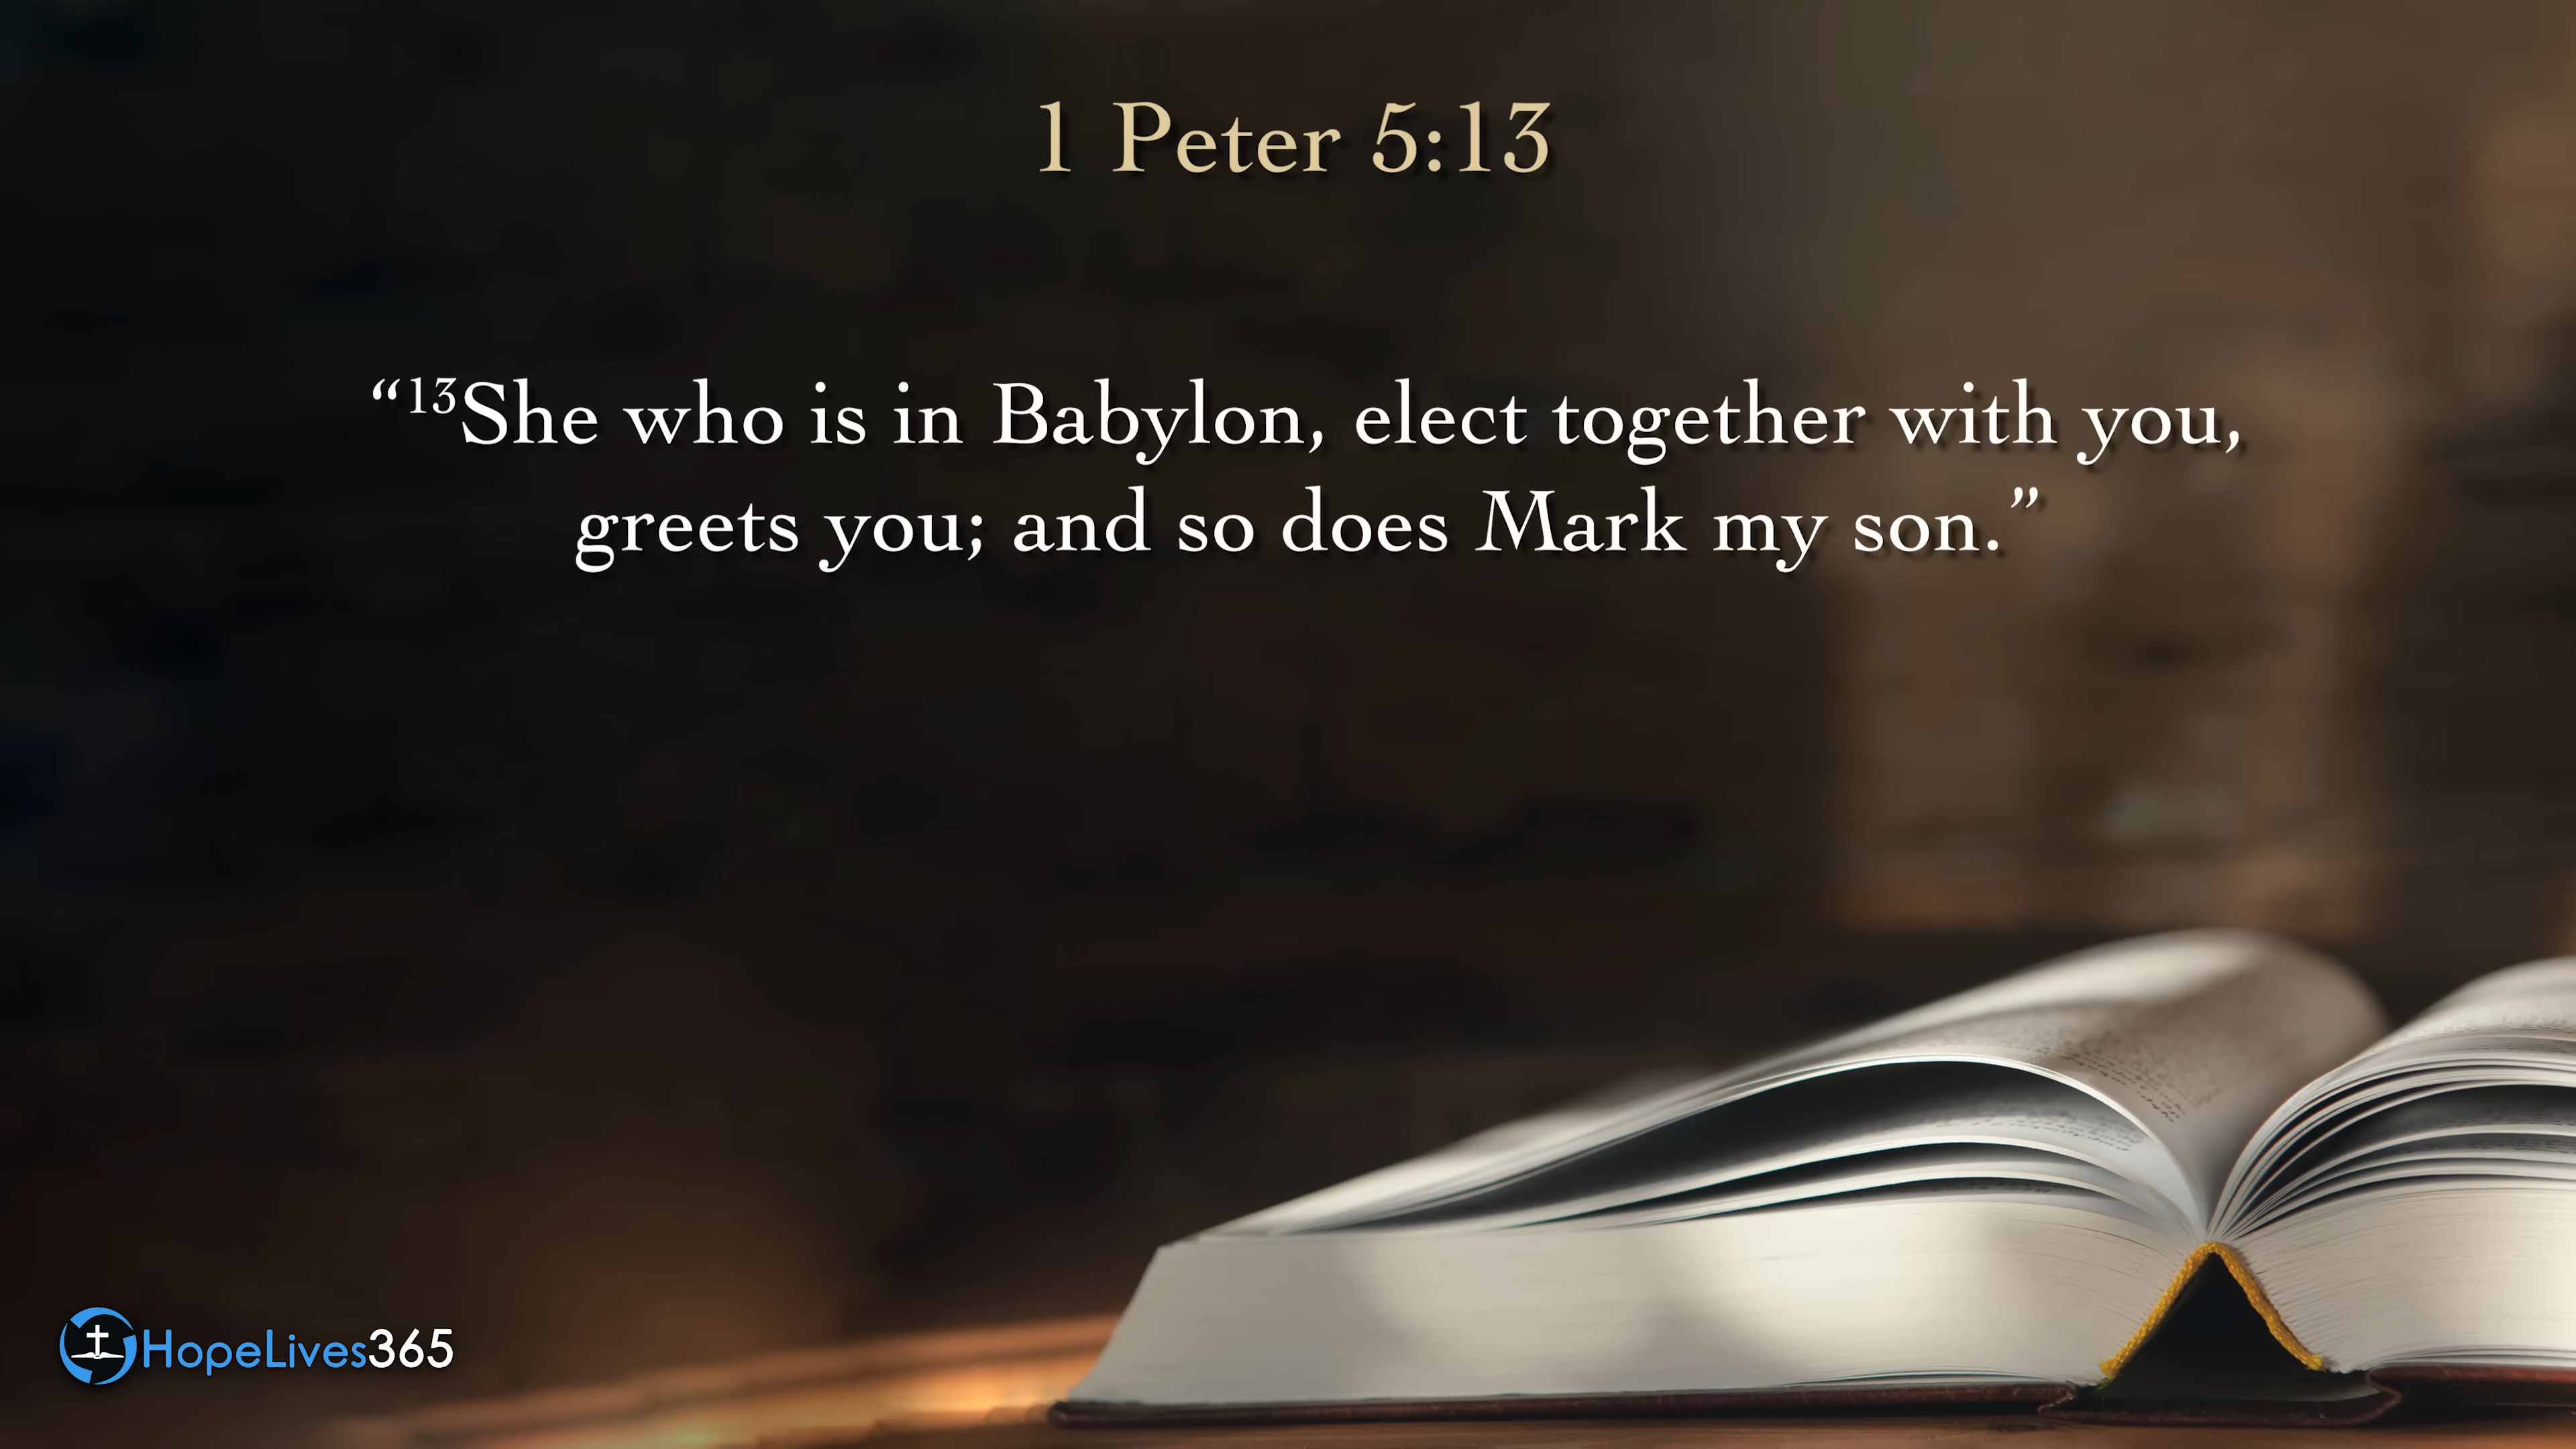 1 Peter 5:13
“¹³She who is in Babylon, elect together with you,
greets you; and so does Mark my son.”
HopeLives365